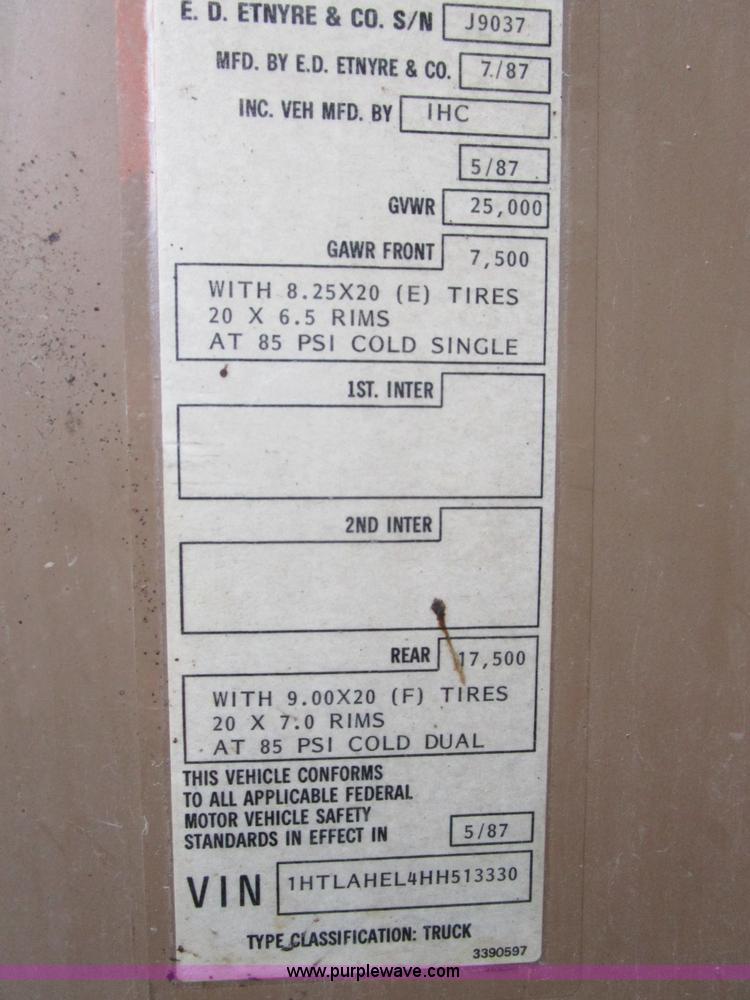 E. D. ETNYRE & CO. S/N J9037
MFD. BY E.D. ETNYRE & CO. 7/87
INC. VEH MFD. BY IHC
5/87
GVWR 25,000
GAWR FRONT 7,500
WITH 8.25X20 (E) TIRES
20 X 6.5 RIMS
AT 85 PSI COLD SINGLE
1ST. INTER
2ND INTER
REAR 17,500
WITH 9.00X20 (F) TIRES
20 X 7.0 RIMS
AT 85 PSI COLD DUAL
THIS VEHICLE CONFORMS
TO ALL APPLICABLE FEDERAL
MOTOR VEHICLE SAFETY
STANDARDS IN EFFECT IN 5/87
VIN 1HTLAHEL4HH513330
TYPE CLASSIFICATION: TRUCK
3390597
www.purplewave.com